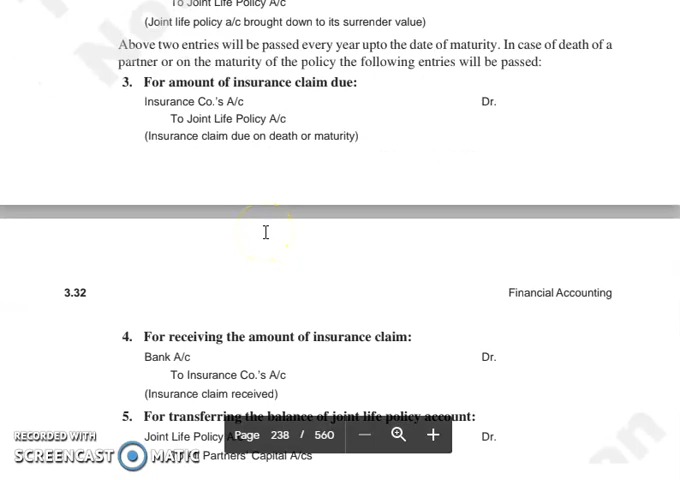 To Joint Life Policy A/c
(Joint life policy a/c brought down to its surrender value)
Above two entries will be passed every year upto the date of maturity. In case of death of a
partner or on the maturity of the policy the following entries will be passed:
3. For amount of insurance claim due:
Insurance Co.'s A/c Dr.
To Joint Life Policy A/c
(Insurance claim due on death or maturity)
3.32 Financial Accounting
4. For receiving the amount of insurance claim:
Bank A/c Dr.
To Insurance Co.'s A/c
(Insurance claim received)
5. For transferring the balance of joint life policy account:
Joint Life Policy Dr.
Partners' Capital A/cs
Page 238 / 560
RECORDED WITH
SCREENCAST MATIC